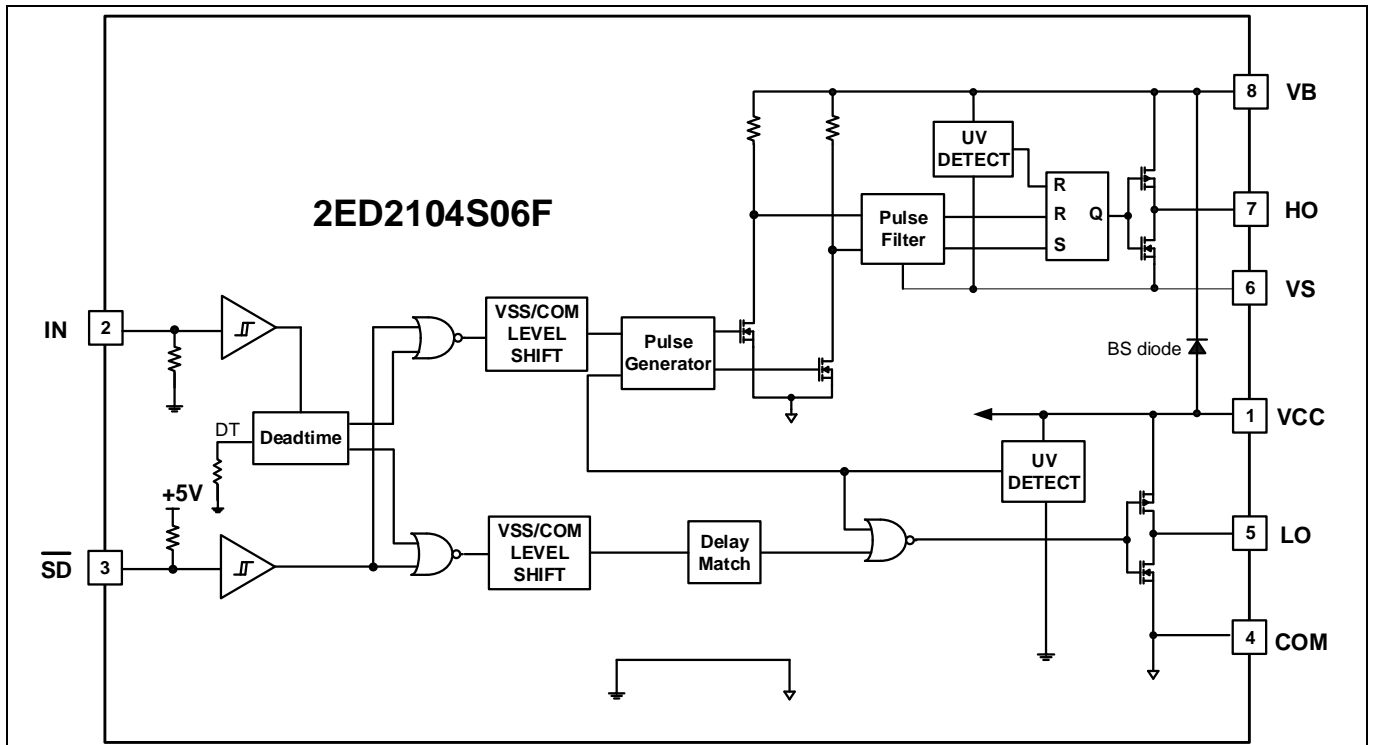 8 VB
UV
DETECT
R
R Q
S
2ED2104S06F
Pulse
Filter
7 HO
6 VS
IN 2
VSS/COM
LEVEL
SHIFT
Pulse
Generator
BS diode
DT
Deadtime
1 VCC
UV
DETECT
+5V
SD 3
VSS/COM
LEVEL
SHIFT
Delay
Match
5 LO
4 COM